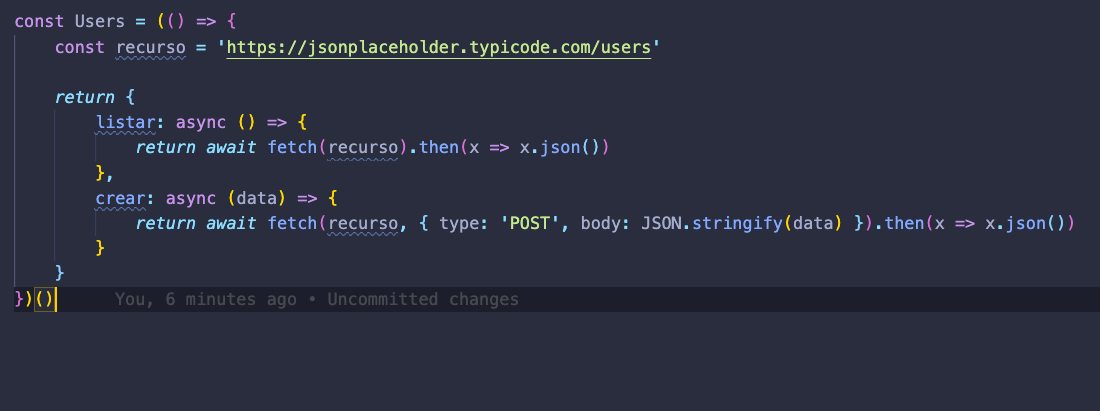 const Users = (() => {
    const recurso = 'https://jsonplaceholder.typicode.com/users'

    return {
        listar: async () => {
            return await fetch(recurso).then(x => x.json())
        },
        crear: async (data) => {
            return await fetch(recurso, { type: 'POST', body: JSON.stringify(data) }).then(x => x.json())
        }
    }
})()      You, 6 minutes ago • Uncommitted changes